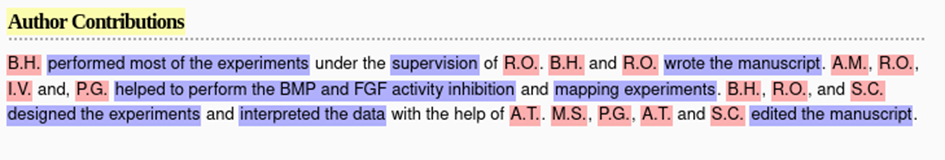 Author Contributions
B.H. performed most of the experiments under the supervision of R.O.. B.H. and R.O. wrote the manuscript. A.M., R.O.,
I.V. and, P.G. helped to perform the BMP and FGF activity inhibition and mapping experiments. B.H., R.O., and S.C.
designed the experiments and interpreted the data with the help of A.T.. M.S., P.G., A.T. and S.C. edited the manuscript.